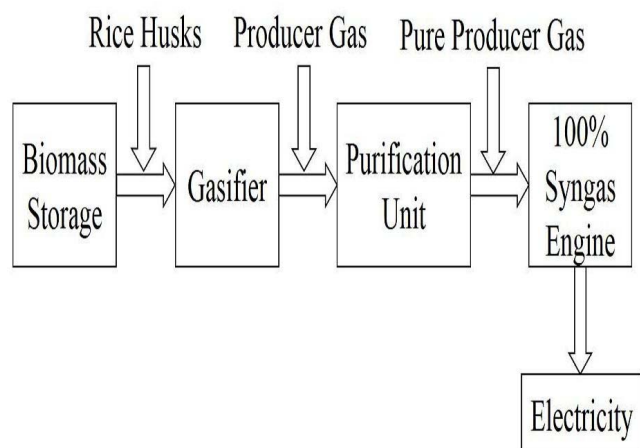 Rice Husks
Producer Gas
Pure Producer Gas
Biomass
Storage
Gasifier
Purification
Unit
100%
Syngas
Engine
Electricity